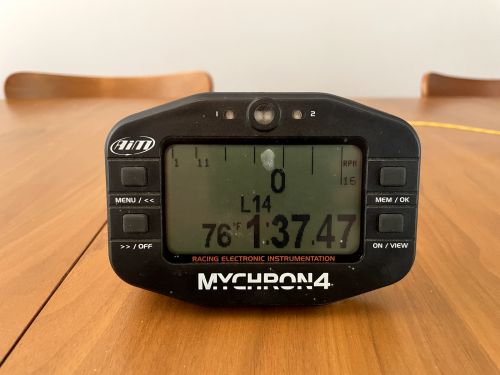 AiM
1 2
1 11 RPM
15
0
MENU / << MEM / OK
L14
76°F 1:37.47
>> / OFF ON / VIEW
RACING ELECTRONIC INSTRUMENTATION
MYCHRON4